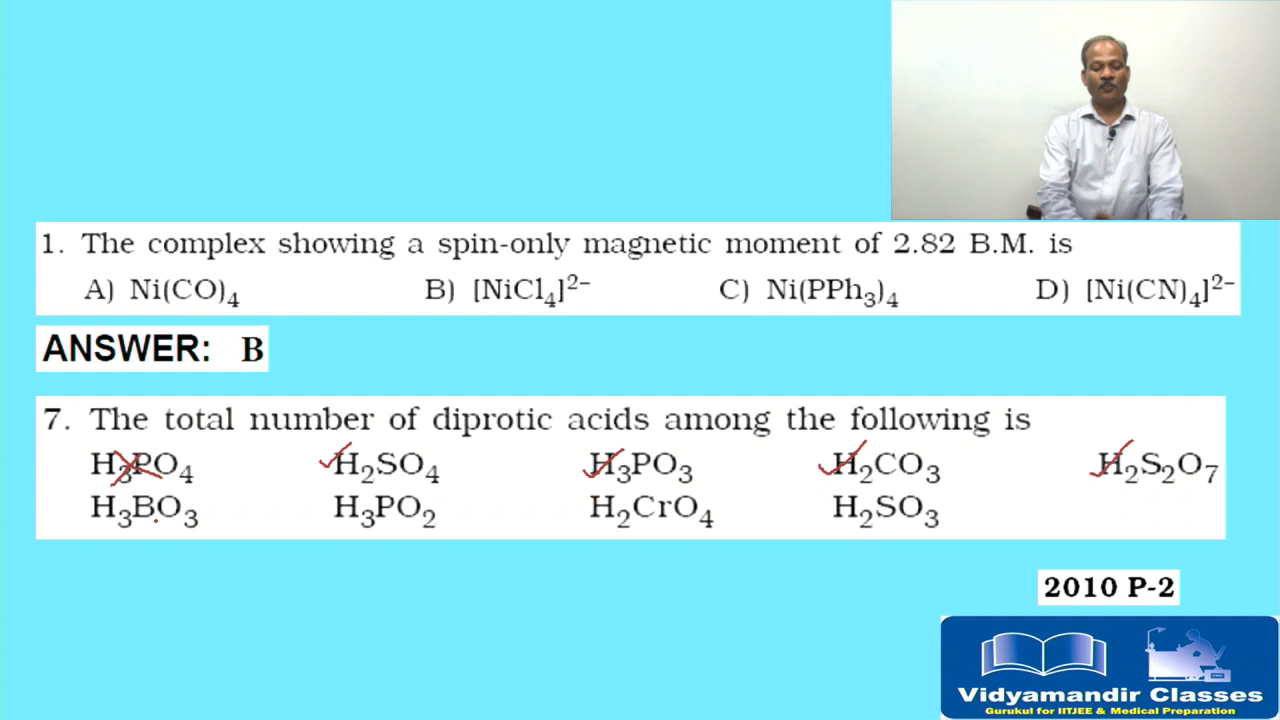 1. The complex showing a spin-only magnetic moment of 2.82 B.M. is
A) Ni(CO)₄ B) [NiCl₄]²⁻ C) Ni(PPh₃)₄ D) [Ni(CN)₄]²⁻
ANSWER: B
7. The total number of diprotic acids among the following is
H₃PO₄ H₂SO₄ H₃PO₃ H₂CO₃ H₂S₂O₇
H₃BO₃ H₃PO₂ H₂CrO₄ H₂SO₃
2010 P-2
Vidyamandir Classes
Gurukul for IITJEE & Medical Preparation